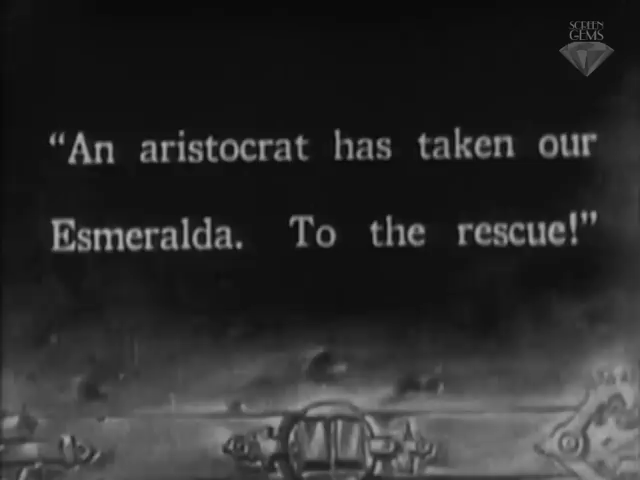 SCREEN
GEMS
“An aristocrat has taken our
Esmeralda. To the rescue!”